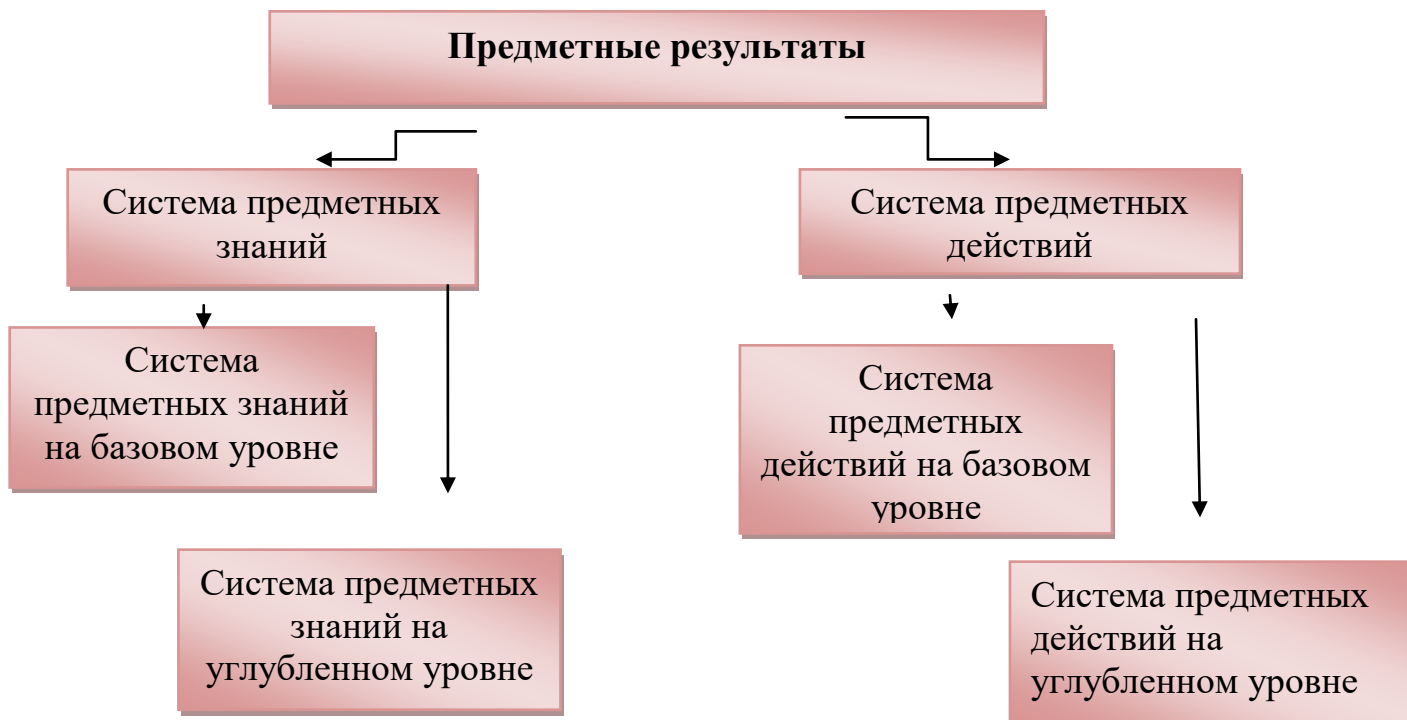 Предметные результаты
Система предметных
знаний
Система предметных
действий
Система
предметных знаний
на базовом уровне
Система
предметных
действий на базовом
уровне
Система предметных
знаний на
углубленном уровне
Система предметных
действий на
углубленном уровне